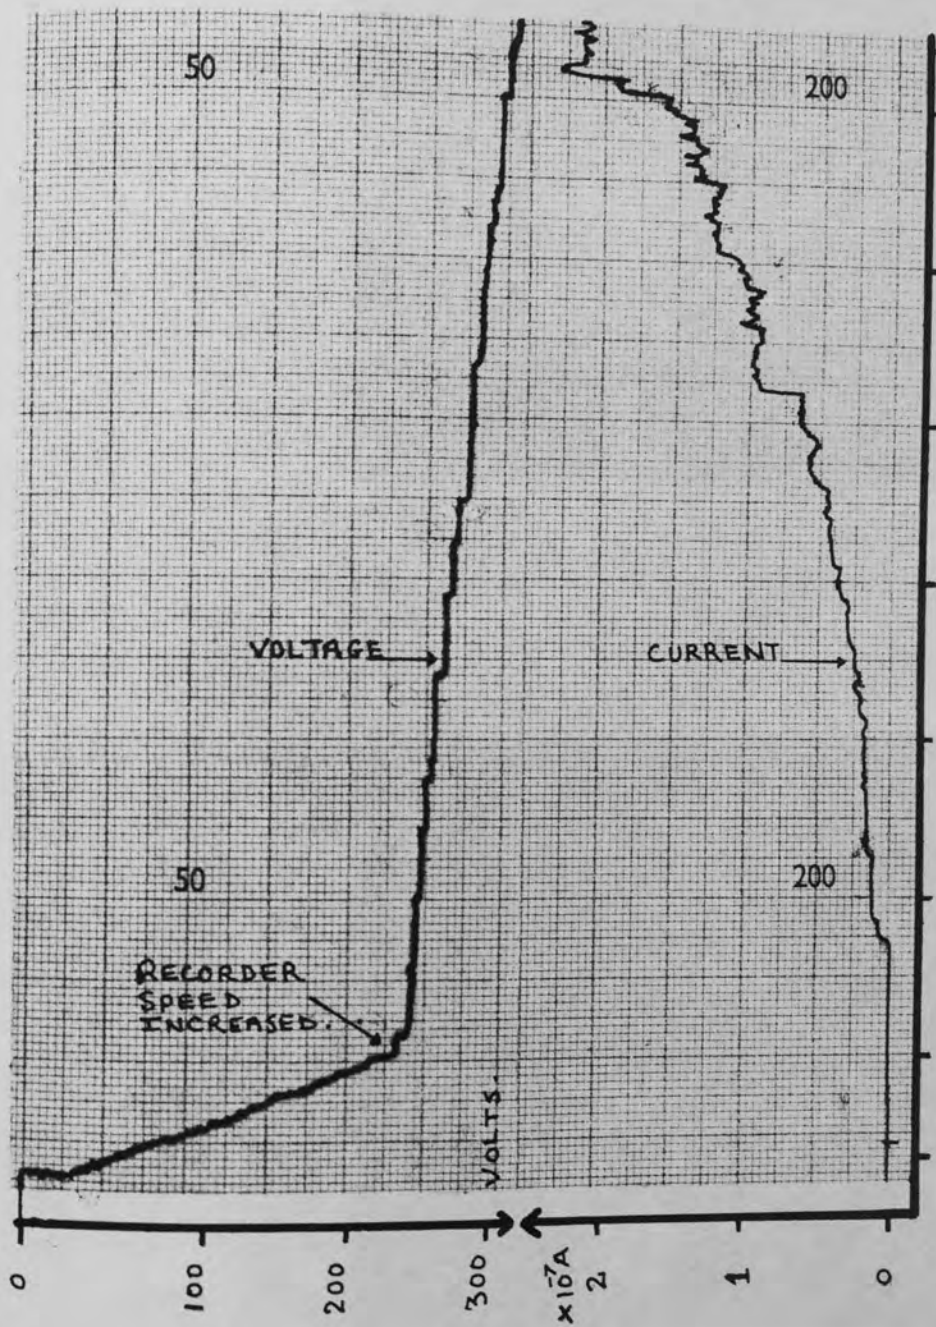 50
200
VOLTAGE
CURRENT
50
200
RECORDER
SPEED
INCREASED.
VOLTS.
0
100
200
300
x10⁻⁷A
2
1
0